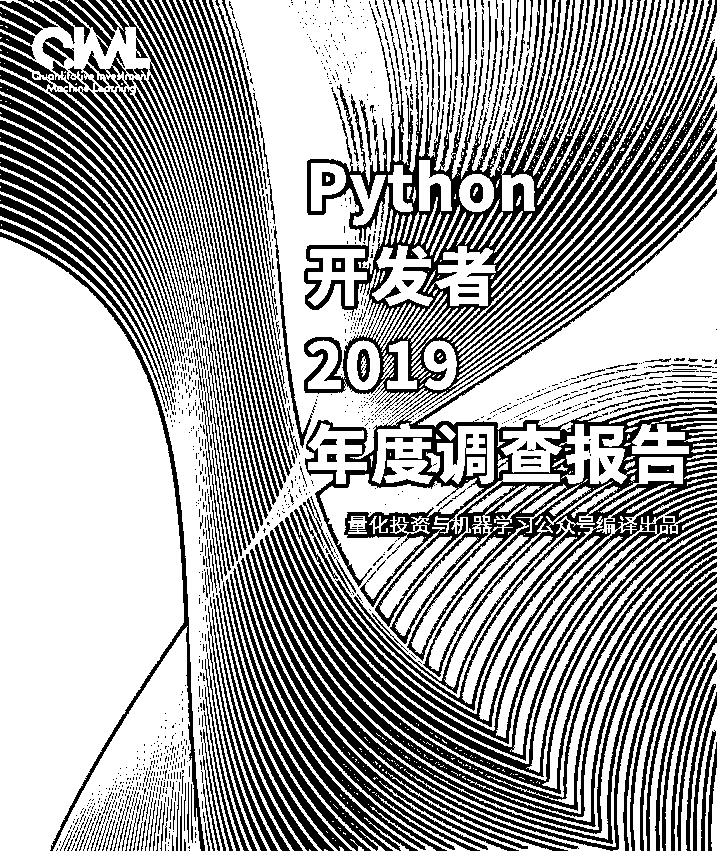 QIML
Quantitative Investment
Machine Learning
Python
开发者
2019
年度调查报告
量化投资与机器学习公众号编译出品